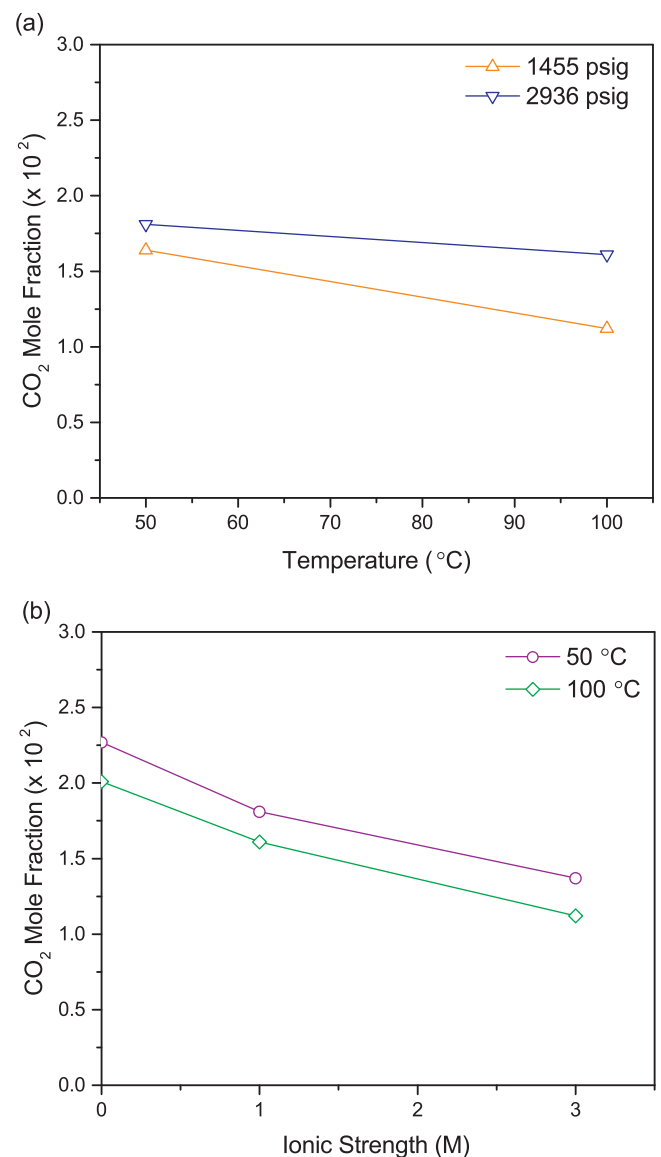 (a)
1455 psig
2936 psig
CO2 Mole Fraction (x 10^2)
3.0
2.5
2.0
1.5
1.0
0.5
0.0
50 60 70 80 90 100
Temperature (°C)
(b)
50 °C
100 °C
CO2 Mole Fraction (x 10^2)
3.0
2.5
2.0
1.5
1.0
0.5
0.0
0 1 2 3
Ionic Strength (M)